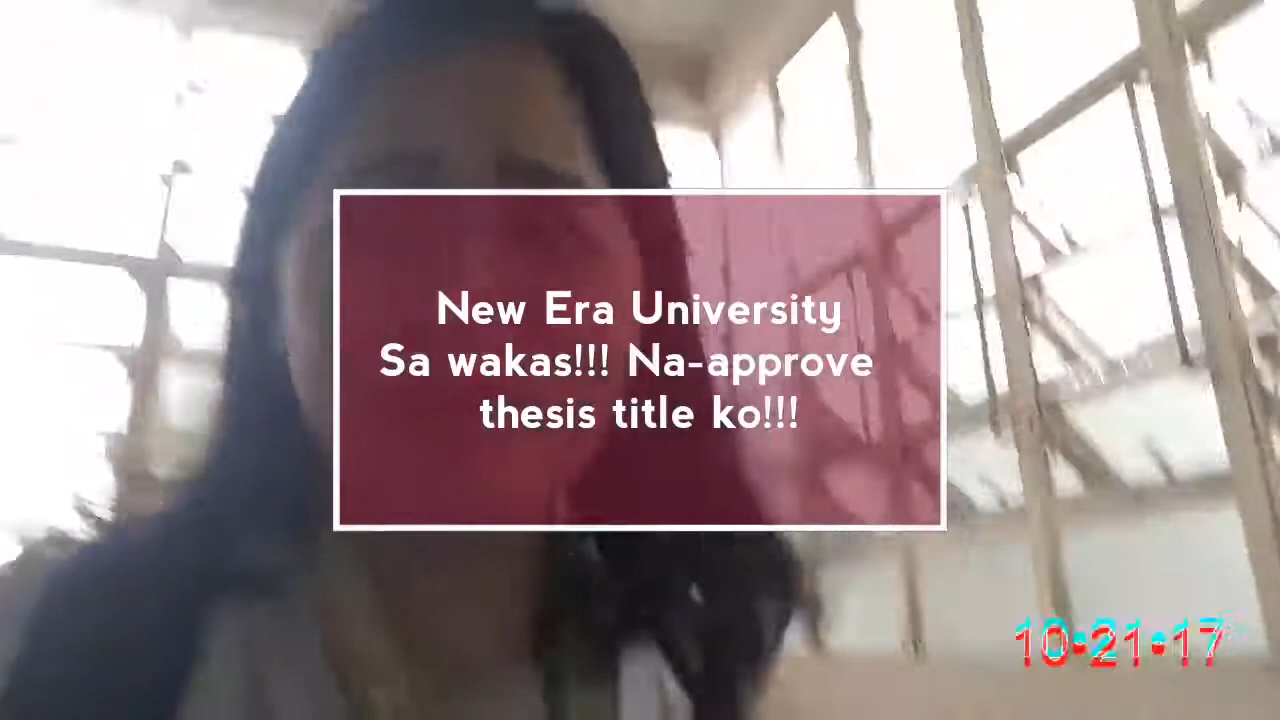 New Era University
Sa wakas!!! Na-approve
thesis title ko!!!
10•21•17